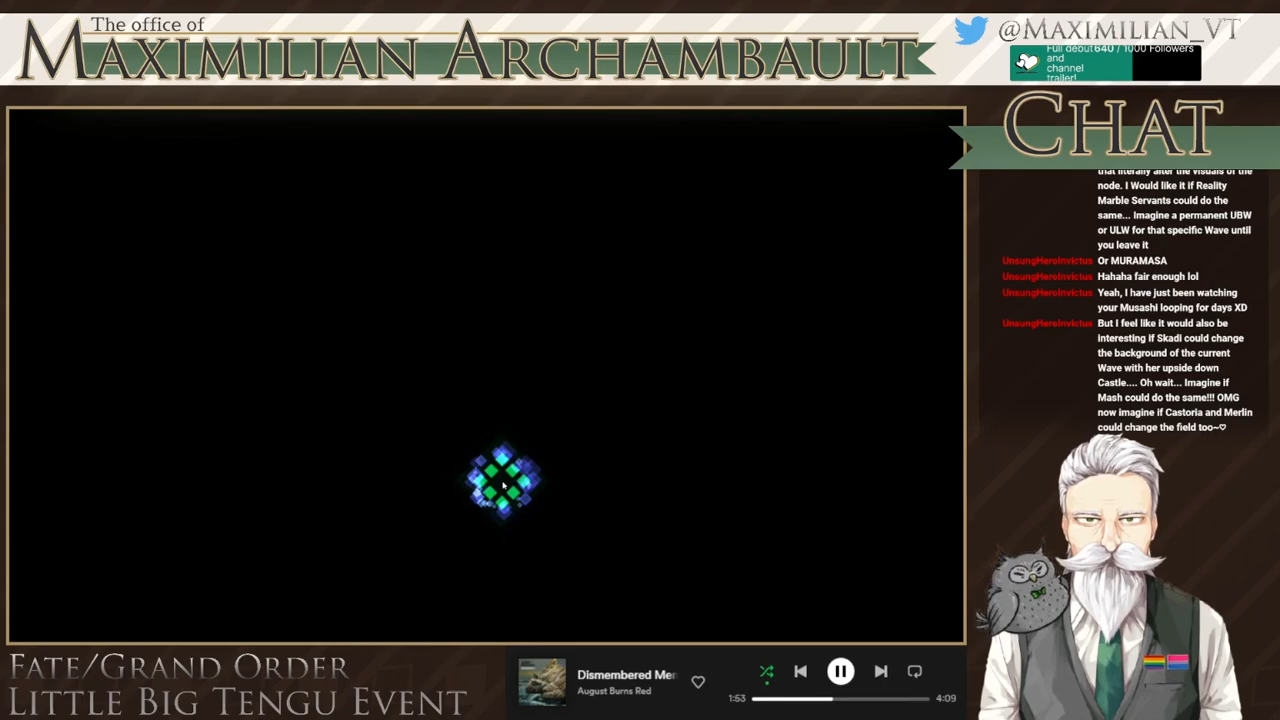 The office of
Maximilian Archambault
@Maximilian_VT
Full debut 640 / 1000 Followers
and
channel
trailer!
Chat
that literally alter the visuals of the
node. I Would like it if Reality
Marble Servants could do the
same... Imagine a permanent UBW
or ULW for that specific Wave until
you leave it
UnsungHeroInvictus Or MURAMASA
UnsungHeroInvictus Hahaha fair enough lol
UnsungHeroInvictus Yeah, I have just been watching
your Musashi looping for days XD
UnsungHeroInvictus But I feel like it would also be
interesting if Skadi could change
the background of the current
Wave with her upside down
Castle.... Oh wait... Imagine if
Mash could do the same!!! OMG
now imagine if Castoria and Merlin
could change the field too~♡
Fate/Grand Order
Little Big Tengu Event
Dismembered Me
August Burns Red
1:53
4:09